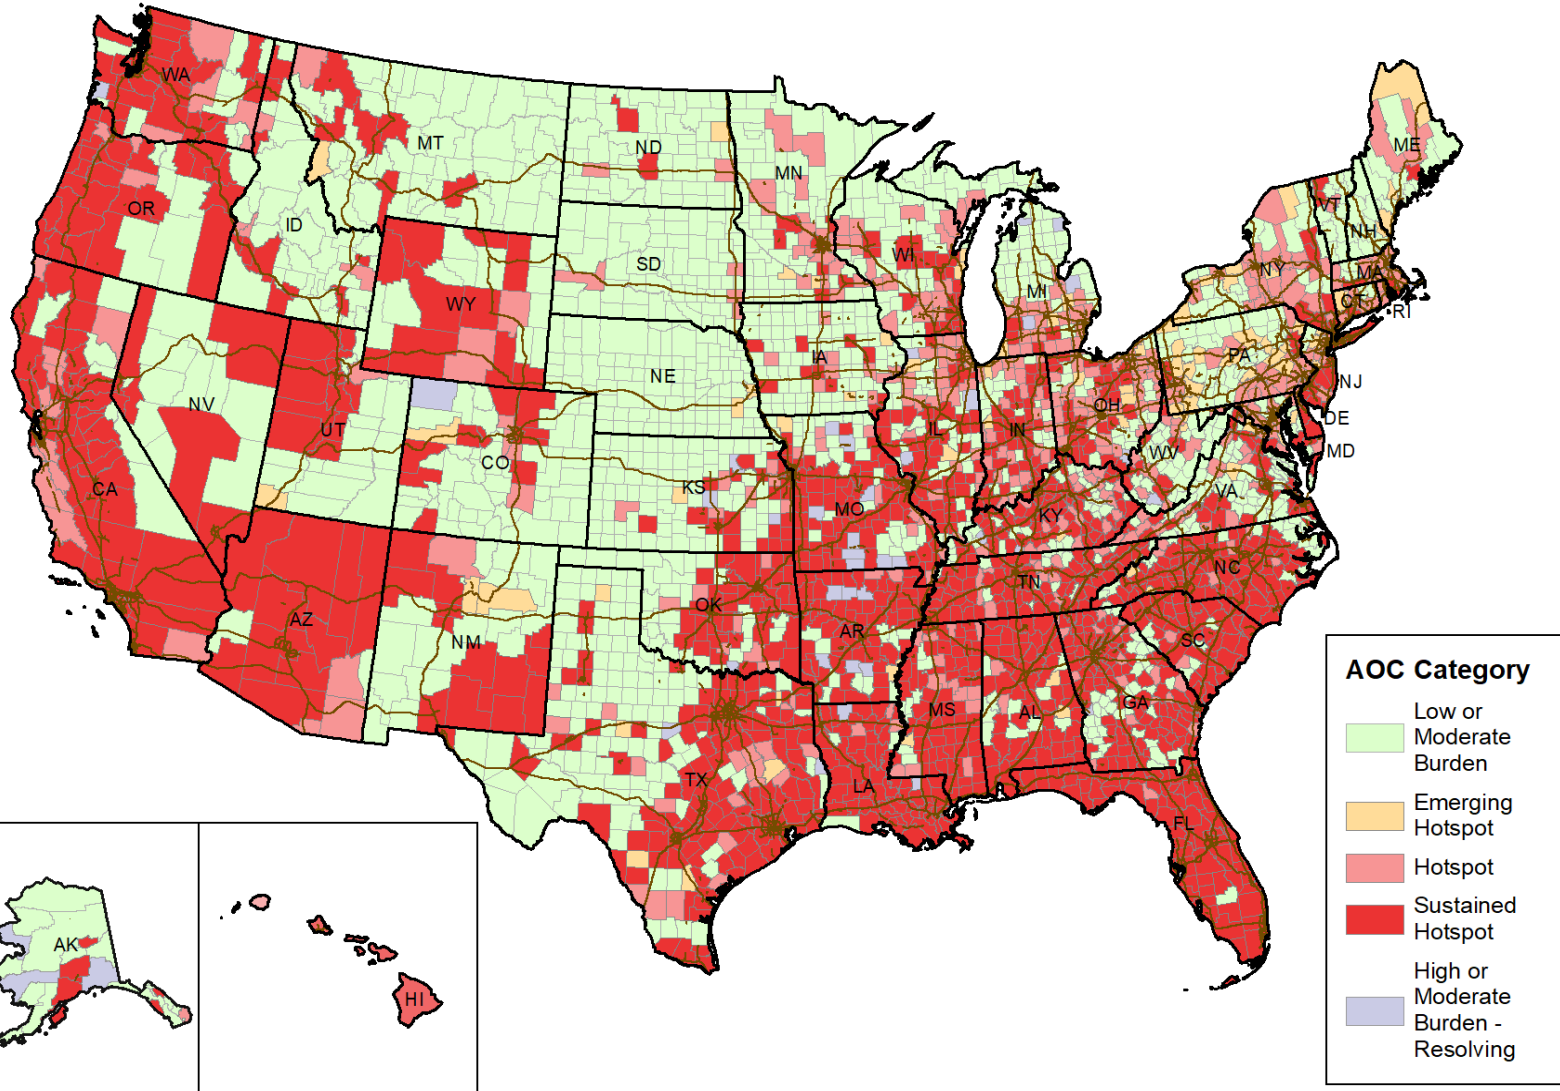 WA
MT
ND
MN
ME
OR
ID
SD
WI
VT
NH
NY
MA
MI
CT
RI
WY
IA
PA
NE
NJ
NV
UT
CO
IL
IN
OH
DE
MD
WV
CA
KS
MO
VA
KY
AZ
NM
OK
AR
TN
NC
SC
MS
AL
GA
TX
LA
FL
AK
HI
AOC Category
Low or
Moderate
Burden
Emerging
Hotspot
Hotspot
Sustained
Hotspot
High or
Moderate
Burden -
Resolving